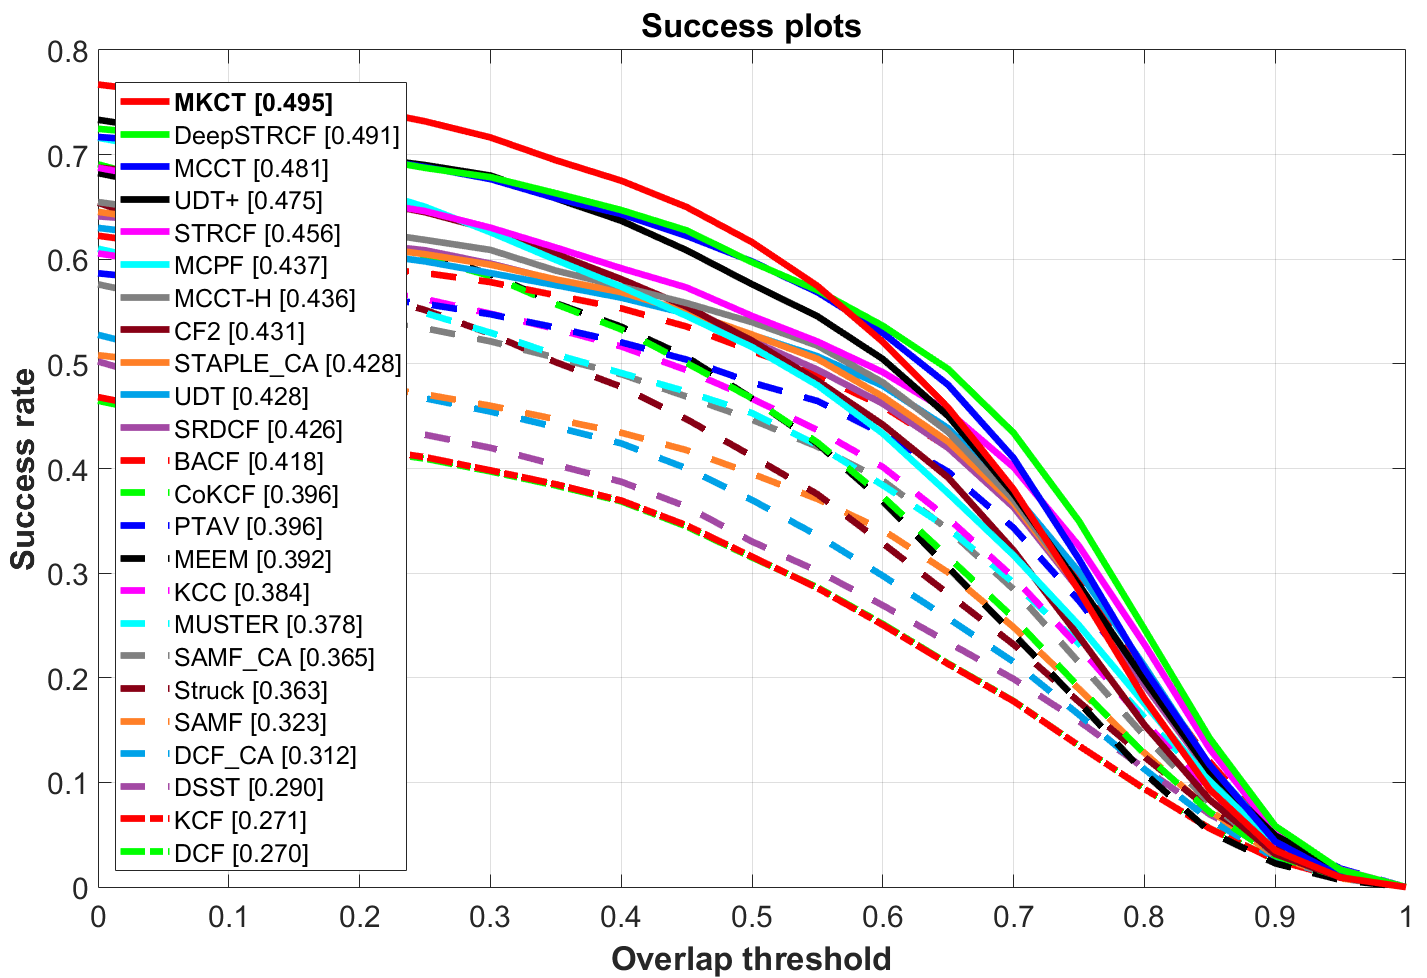 Success plots
0.8
0.7
0.6
0.5
0.4
0.3
0.2
0.1
0
Success rate
MKCT [0.495]
DeepSTRCF [0.491]
MCCT [0.481]
UDT+ [0.475]
STRCF [0.456]
MCPF [0.437]
MCCT-H [0.436]
CF2 [0.431]
STAPLE_CA [0.428]
UDT [0.428]
SRDCF [0.426]
BACF [0.418]
CoKCF [0.396]
PTAV [0.396]
MEEM [0.392]
KCC [0.384]
MUSTER [0.378]
SAMF_CA [0.365]
Struck [0.363]
SAMF [0.323]
DCF_CA [0.312]
DSST [0.290]
KCF [0.271]
DCF [0.270]
0 0.1 0.2 0.3 0.4 0.5 0.6 0.7 0.8 0.9 1
Overlap threshold